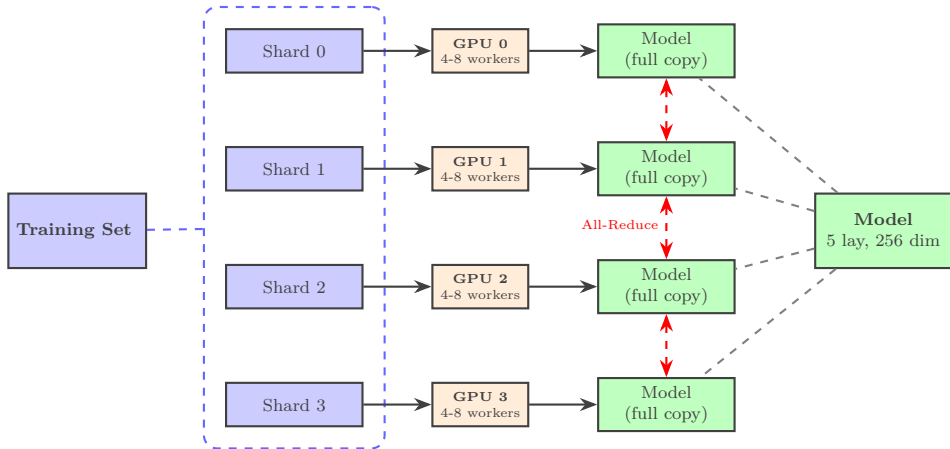 Training Set
Shard 0
GPU 0
4-8 workers
Model
(full copy)
Shard 1
GPU 1
4-8 workers
Model
(full copy)
All-Reduce
Shard 2
GPU 2
4-8 workers
Model
(full copy)
Shard 3
GPU 3
4-8 workers
Model
(full copy)
Model
5 lay, 256 dim